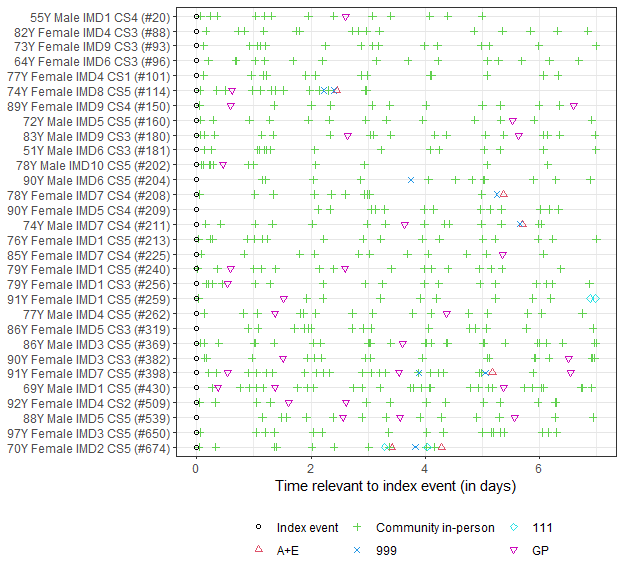 55Y Male IMD1 CS4 (#20)
82Y Female IMD4 CS3 (#88)
73Y Female IMD9 CS3 (#93)
64Y Female IMD6 CS3 (#96)
77Y Female IMD4 CS1 (#101)
74Y Female IMD8 CS5 (#114)
89Y Female IMD9 CS4 (#150)
72Y Male IMD5 CS5 (#160)
83Y Male IMD9 CS3 (#180)
51Y Male IMD6 CS3 (#181)
78Y Male IMD10 CS5 (#202)
90Y Male IMD6 CS5 (#204)
78Y Female IMD7 CS4 (#208)
90Y Female IMD5 CS4 (#209)
74Y Male IMD7 CS4 (#211)
76Y Female IMD1 CS5 (#213)
85Y Female IMD7 CS4 (#225)
79Y Female IMD1 CS5 (#240)
79Y Female IMD1 CS3 (#256)
91Y Female IMD1 CS5 (#259)
77Y Male IMD4 CS5 (#262)
86Y Female IMD5 CS3 (#319)
86Y Male IMD3 CS5 (#369)
90Y Female IMD3 CS3 (#382)
91Y Female IMD7 CS5 (#398)
69Y Male IMD1 CS5 (#430)
92Y Female IMD4 CS2 (#509)
88Y Male IMD5 CS5 (#539)
97Y Female IMD3 CS5 (#650)
70Y Female IMD2 CS5 (#674)
0 2 4 6
Time relevant to index event (in days)
Index event Community in-person 111
A+E 999 GP